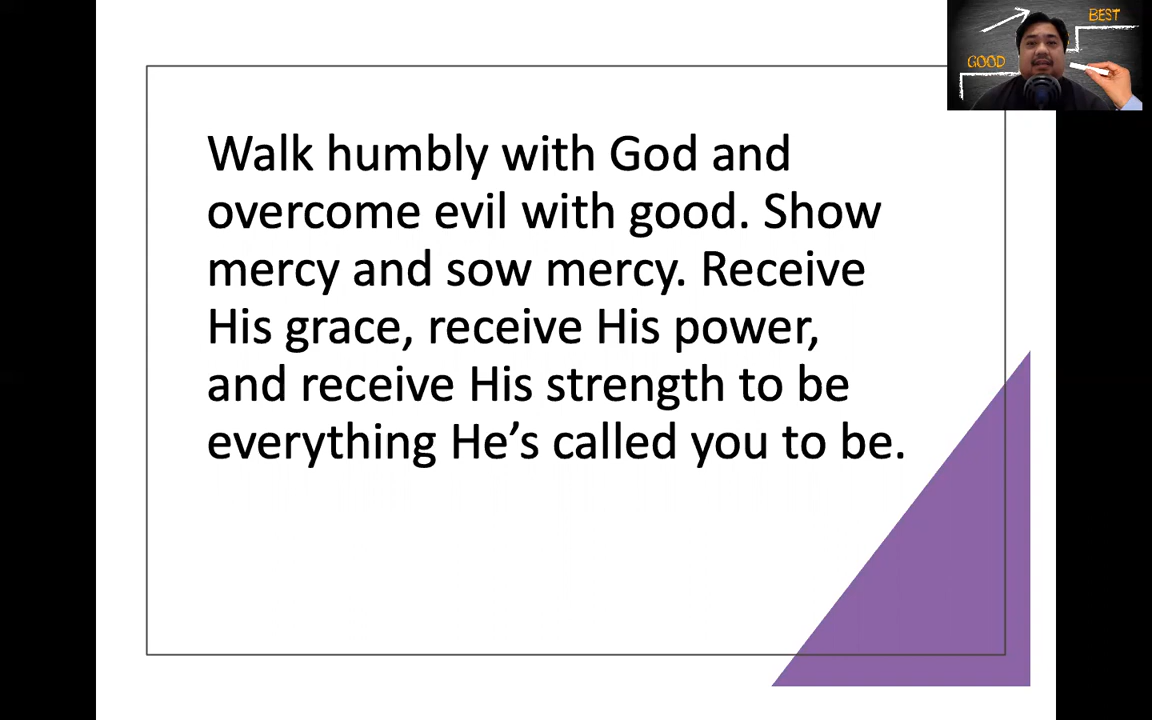 BEST
GOOD
Walk humbly with God and
overcome evil with good. Show
mercy and sow mercy. Receive
His grace, receive His power,
and receive His strength to be
everything He’s called you to be.